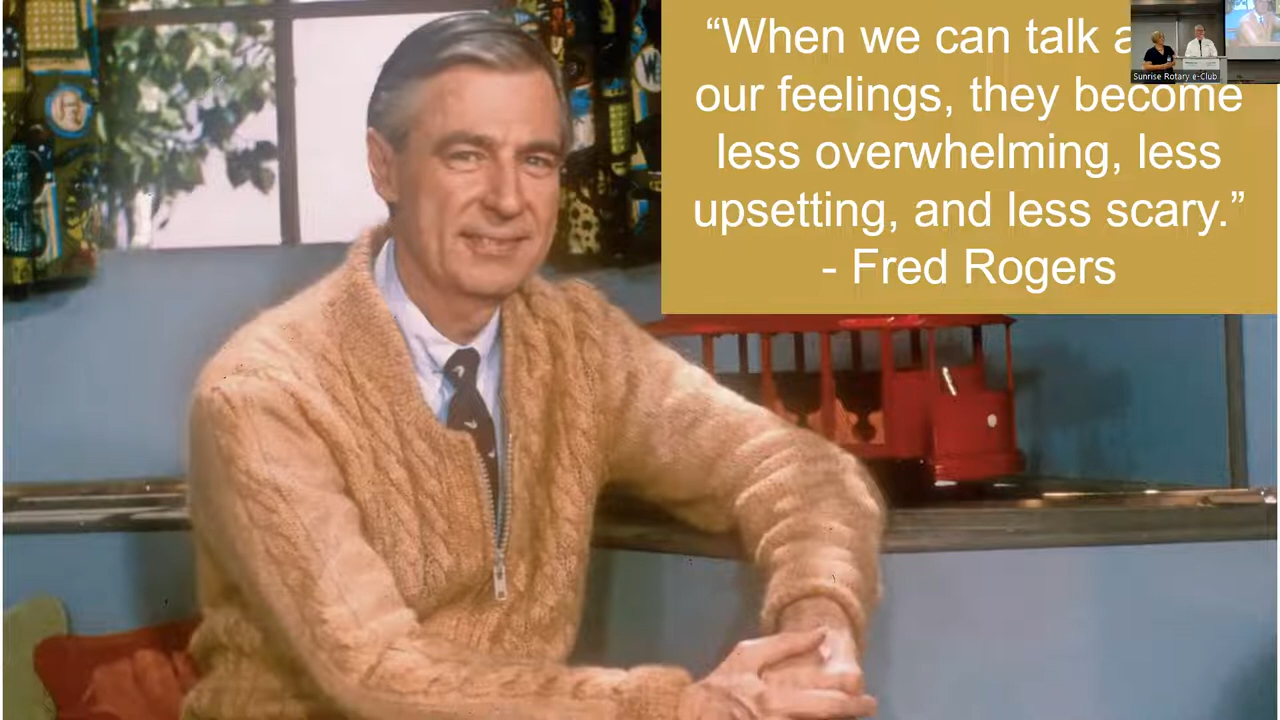 “When we can talk a
our feelings, they become
less overwhelming, less
upsetting, and less scary.”
- Fred Rogers
Sunrise Rotary e-Club
W